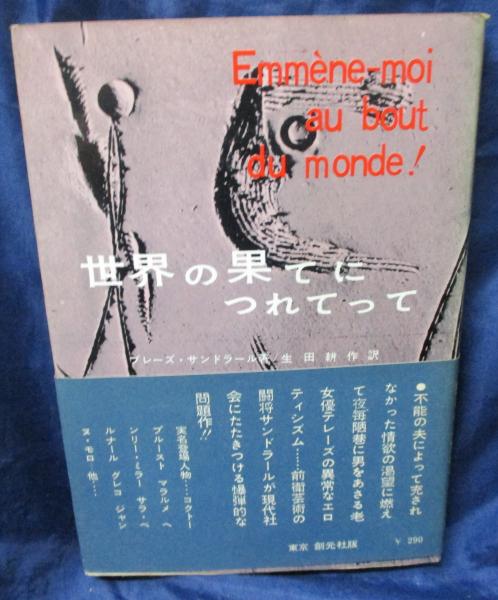 Emmène-moi
au bout
du monde!
世界の果てに
つれてって
ブレーズ・サンドラール著/生田耕作訳
●不能の夫によって充され
なかった情欲の渇望に燃え
て夜毎陋巷に男をあさる老
女優テレーズの異常なエロ
ティシズム……前衛芸術の
闘将サンドラールが現代社
会にたたきつける爆弾的な
問題作!!
実名登場人物…コクトー
プルースト マラルメ ヘ
ンリー・ミラー サラ・ベ
ルナール グレコ ジャン
ヌ・モロー他…
東京 創元社版
￥290